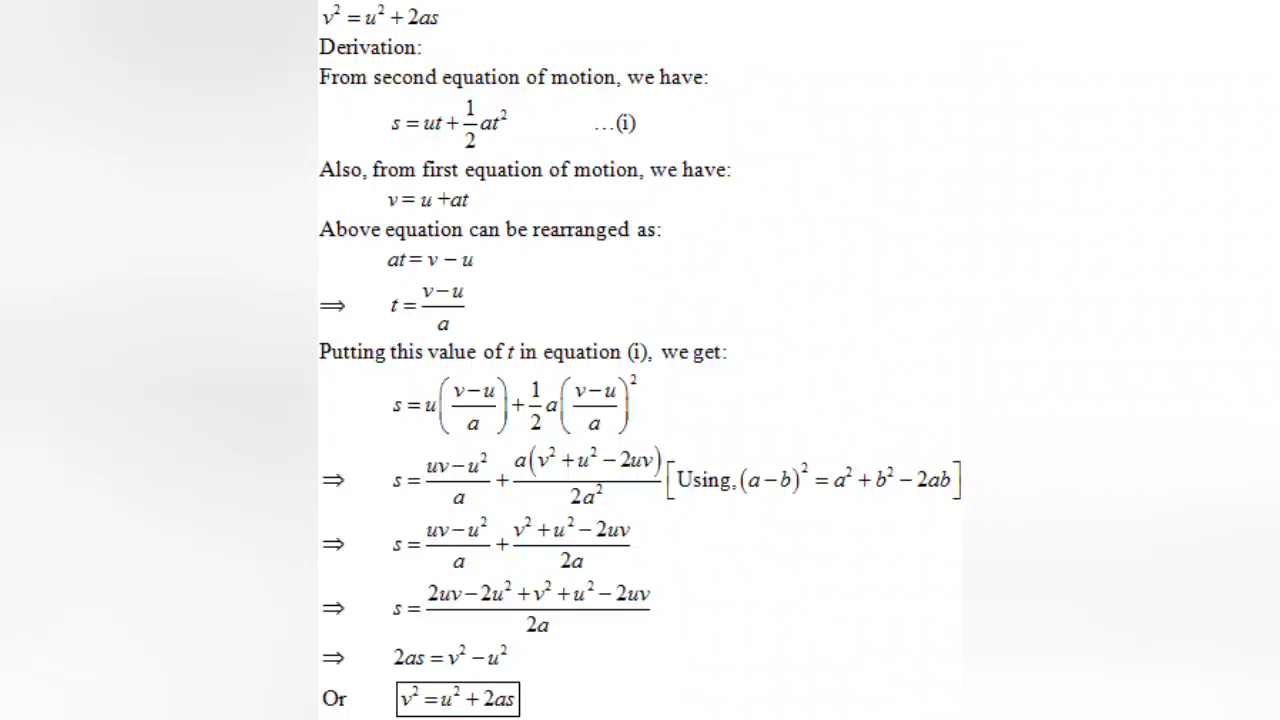 v² = u² + 2as
Derivation:
From second equation of motion, we have:
s = ut + 1/2 at² ...(i)
Also, from first equation of motion, we have:
v = u + at
Above equation can be rearranged as:
at = v − u
⇒ t = (v − u)/a
Putting this value of t in equation (i), we get:
s = u((v − u)/a) + 1/2 a((v − u)/a)²
⇒ s = (uv − u²)/a + a(v² + u² − 2uv)/2a² [Using, (a − b)² = a² + b² − 2ab]
⇒ s = (uv − u²)/a + (v² + u² − 2uv)/2a
⇒ s = (2uv − 2u² + v² + u² − 2uv)/2a
⇒ 2as = v² − u²
Or v² = u² + 2as